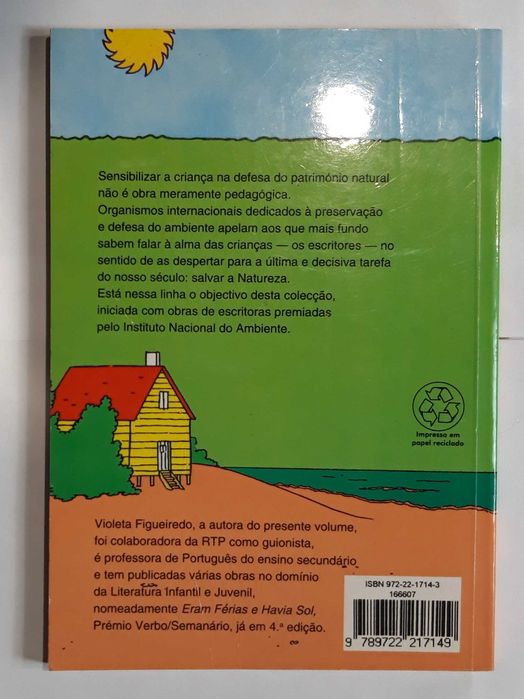 Sensibilizar a criança na defesa do património natural
não é obra meramente pedagógica.
Organismos internacionais dedicados à preservação
e defesa do ambiente apelam aos que mais fundo
sabem falar à alma das crianças — os escritores — no
sentido de as despertar para a última e decisiva tarefa
do nosso século: salvar a Natureza.
Está nessa linha o objectivo desta colecção,
iniciada com obras de escritoras premiadas
pelo Instituto Nacional do Ambiente.
Impresso em
papel reciclado
Violeta Figueiredo, a autora do presente volume,
foi colaboradora da RTP como guionista,
é professora de Português do ensino secundário
e tem publicadas várias obras no domínio
da Literatura Infantil e Juvenil,
nomeadamente Eram Férias e Havia Sol,
Prémio Verbo/Semanário, já em 4.ª edição.
ISBN 972-22-1714-3
166607
9 789722 217149